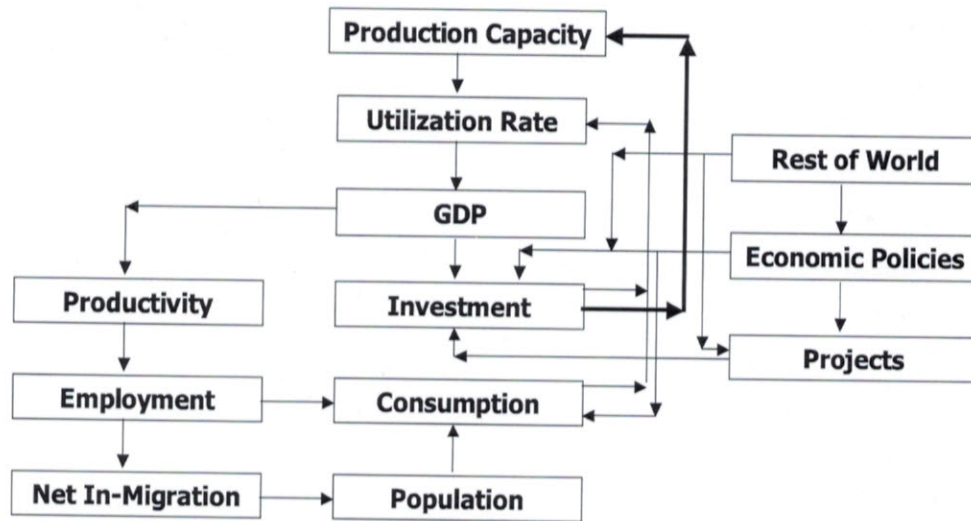 Production Capacity
Utilization Rate
Rest of World
GDP
Economic Policies
Productivity
Investment
Projects
Employment
Consumption
Net In-Migration
Population